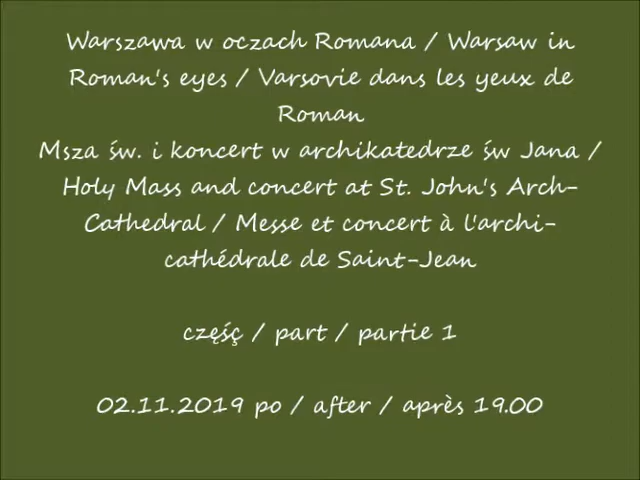 Warszawa w oczach Romana / Warsaw in
Roman's eyes / Varsovie dans les yeux de
Roman
Msza św. i koncert w archikatedrze św Jana /
Holy Mass and concert at St. John's Arch-
Cathedral / Messe et concert à l'archi-
cathédrale de Saint-Jean
częśç / part / partie 1
02.11.2019 po / after / après 19.00